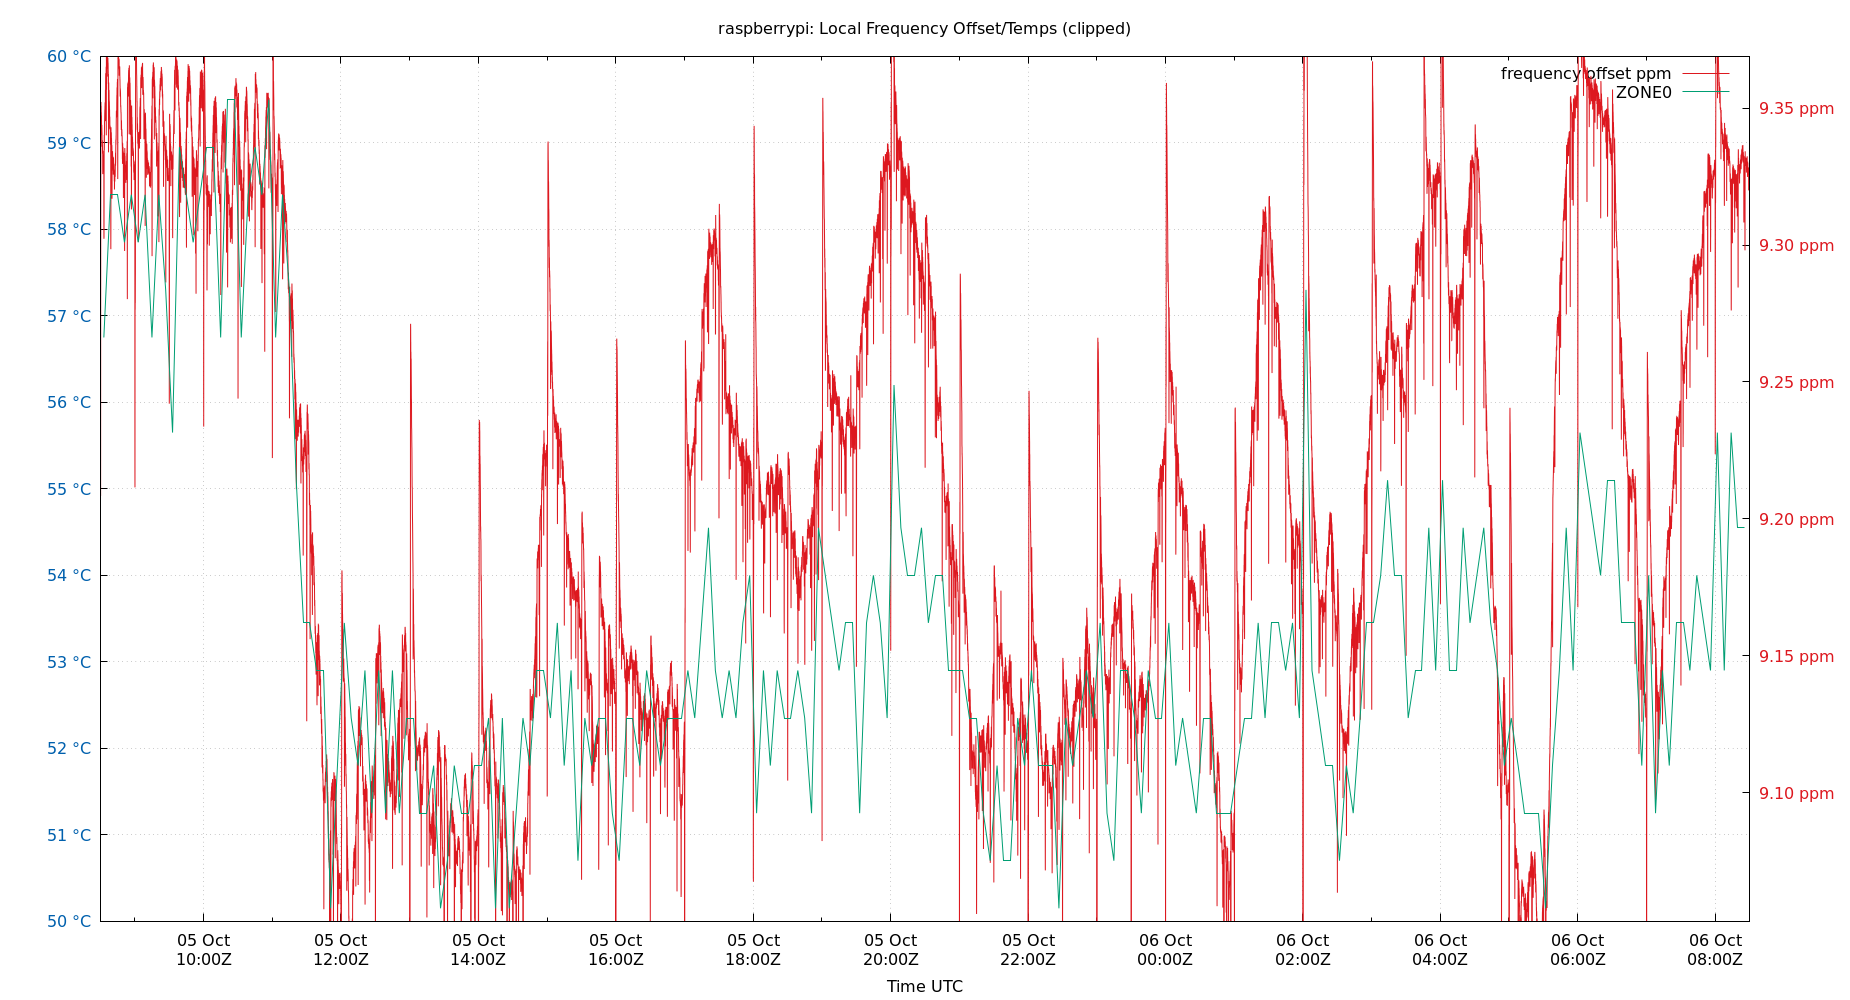 raspberrypi: Local Frequency Offset/Temps (clipped)
frequency offset ppm
ZONE0
60 °C
59 °C
58 °C
57 °C
56 °C
55 °C
54 °C
53 °C
52 °C
51 °C
50 °C
9.35 ppm
9.30 ppm
9.25 ppm
9.20 ppm
9.15 ppm
9.10 ppm
05 Oct
10:00Z
05 Oct
12:00Z
05 Oct
14:00Z
05 Oct
16:00Z
05 Oct
18:00Z
05 Oct
20:00Z
05 Oct
22:00Z
06 Oct
00:00Z
06 Oct
02:00Z
06 Oct
04:00Z
06 Oct
06:00Z
06 Oct
08:00Z
Time UTC